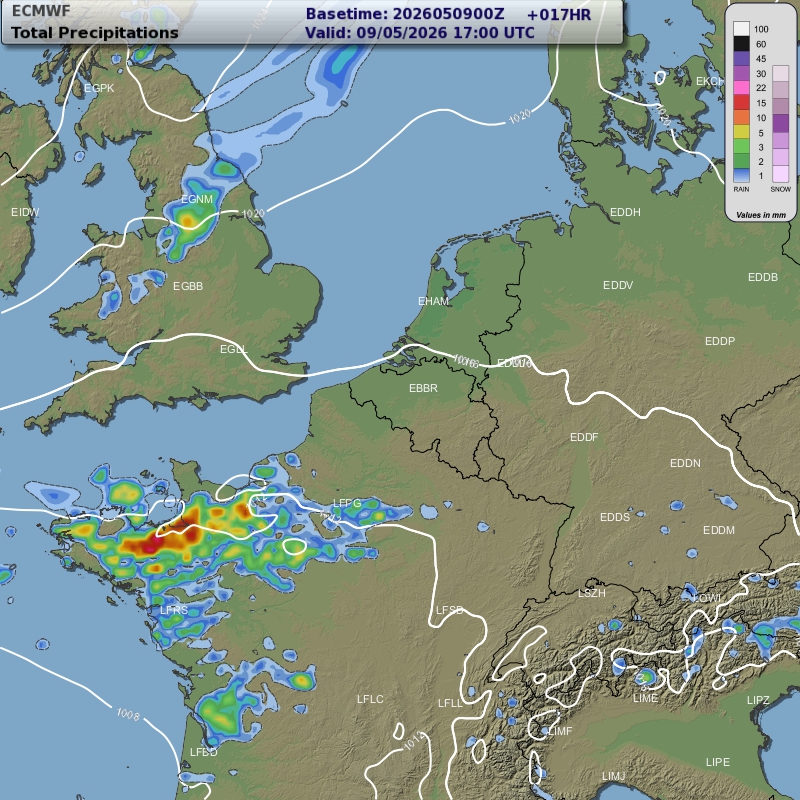 ECMWF
Basetime: 2026050900Z +017HR
Total Precipitations
Valid: 09/05/2026 17:00 UTC
100
60
45
30
22
15
10
5
3
2
1
RAIN SNOW
Values in mm
EGPK
EKCH
1020
1020
EIDW
EGNM
1020
EDDH
EGBB
EDDV
EDDB
EHAM
EGLL
EDDP
1016
EBBR
EDDF
EDDN
LFPG
EDDS
EDDM
LSZH
LOWI
LFRS
LFSB
LFLC
LFLL
LIME
LIPZ
1008
LIMF
1012
LFBD
LIPE
LIMJ